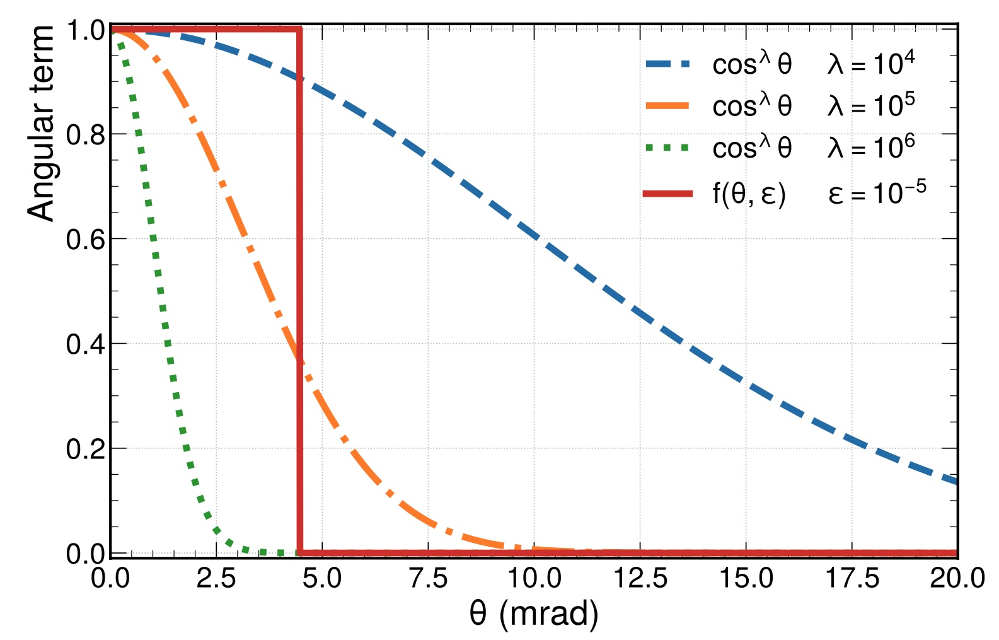 Angular term
1.0
0.8
0.6
0.4
0.2
0.0
cos^λ θ λ = 10^4
cos^λ θ λ = 10^5
cos^λ θ λ = 10^6
f(θ, ε) ε = 10^−5
0.0 2.5 5.0 7.5 10.0 12.5 15.0 17.5 20.0
θ (mrad)